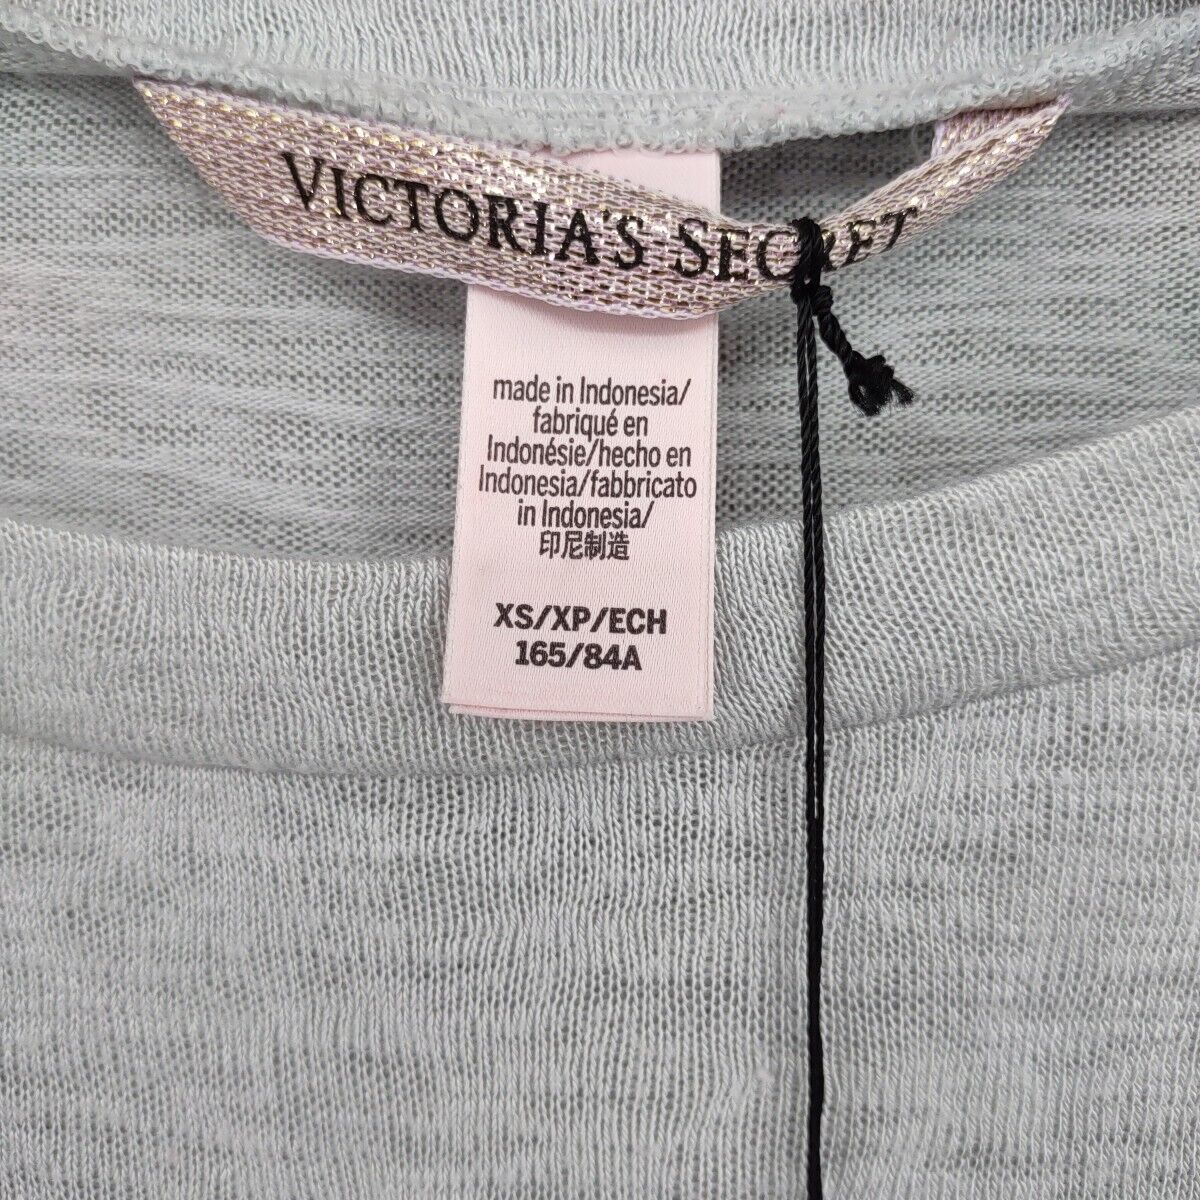 VICTORIA'S SECRET
made in Indonesia/
fabriqué en
Indonésie/hecho en
Indonesia/fabbricato
in Indonesia/
印尼制造
XS/XP/ECH
165/84A